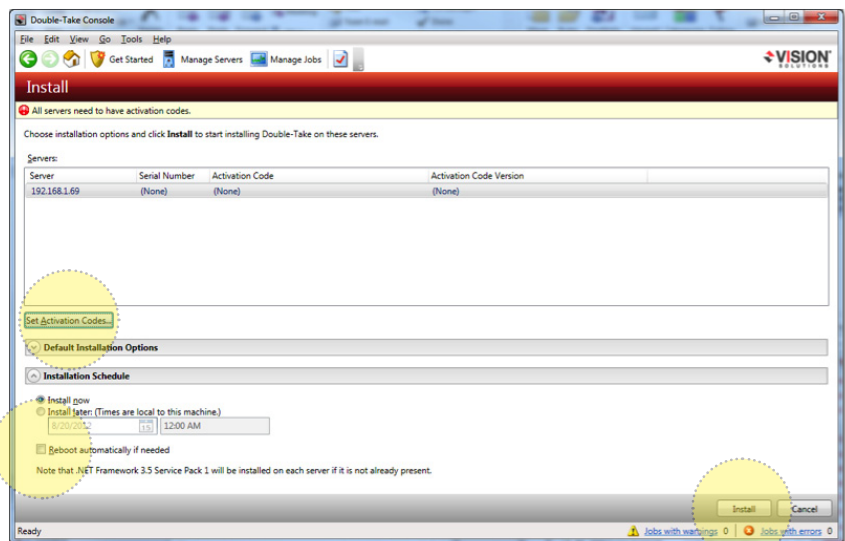 Double-Take Console
File Edit View Go Tools Help
Get Started Manage Servers Manage Jobs
VISION
SOLUTIONS
Install
All servers need to have activation codes.
Choose installation options and click Install to start installing Double-Take on these servers.
Servers:
Server Serial Number Activation Code Activation Code Version
192.168.1.69 (None) (None) (None)
Set Activation Codes...
Default Installation Options
Installation Schedule
Install now
Install later: (Times are local to this machine.)
8/20/2012 15 12:00 AM
Reboot automatically if needed
Note that .NET Framework 3.5 Service Pack 1 will be installed on each server if it is not already present.
Install Cancel
Ready Jobs with warnings 0 Jobs with errors 0